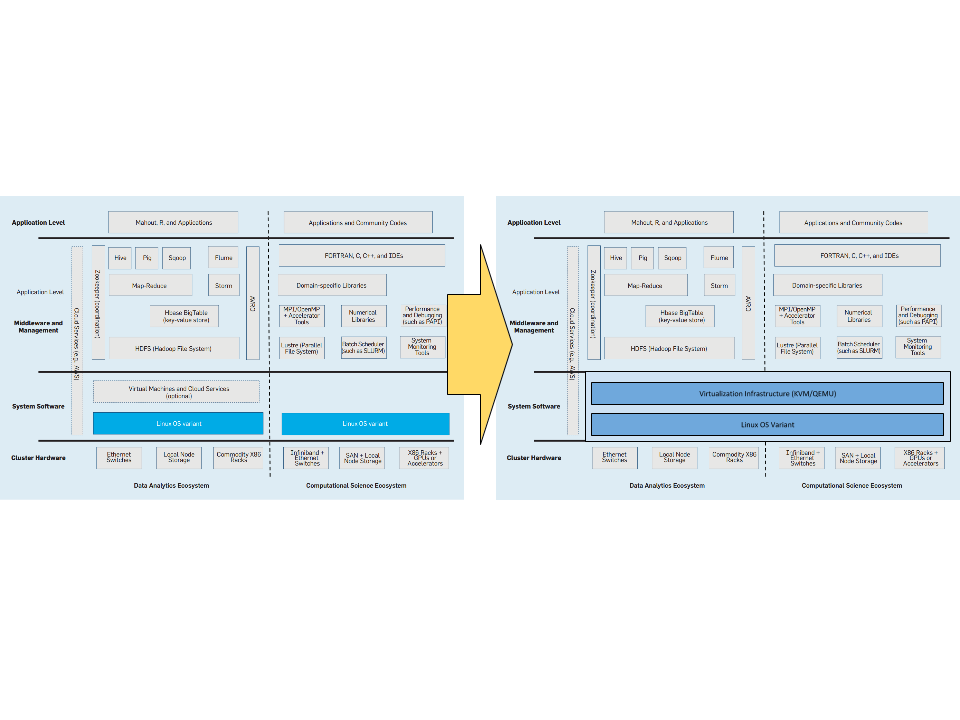 Application Level
Mahout, R, and Applications
Applications and Community Codes
Application Level
Middleware and
Management
Cloud Services (e.g., AWS)
Zookeeper (coordination)
Hive
Pig
Sqoop
Flume
Map-Reduce
Storm
Hbase BigTable
(key-value store)
HDFS (Hadoop File System)
AVRO
FORTRAN, C, C++, and IDEs
Domain-specific Libraries
MPI/OpenMP
+ Accelerator
Tools
Numerical
Libraries
Performance
and Debugging
(such as PAPI)
Lustre (Parallel
File System)
Batch Scheduler
(such as SLURM)
System
Monitoring
Tools
System Software
Virtual Machines and Cloud Services
(optional)
Linux OS variant
Linux OS variant
Cluster Hardware
Ethernet
Switches
Local Node
Storage
Commodity X86
Racks
Infiniband +
Ethernet
Switches
SAN + Local
Node Storage
X86 Racks +
GPUs or
Accelerators
Data Analytics Ecosystem
Computational Science Ecosystem
Application Level
Mahout, R, and Applications
Applications and Community Codes
Application Level
Middleware and
Management
Cloud Services (e.g., AWS)
Zookeeper (coordination)
Hive
Pig
Sqoop
Flume
Map-Reduce
Storm
Hbase BigTable
(key-value store)
HDFS (Hadoop File System)
AVRO
FORTRAN, C, C++, and IDEs
Domain-specific Libraries
MPI/OpenMP
+ Accelerator
Tools
Numerical
Libraries
Performance
and Debugging
(such as PAPI)
Lustre (Parallel
File System)
Batch Scheduler
(such as SLURM)
System
Monitoring
Tools
System Software
Virtualization Infrastructure (KVM/QEMU)
Linux OS Variant
Cluster Hardware
Ethernet
Switches
Local Node
Storage
Commodity X86
Racks
Infiniband +
Ethernet
Switches
SAN + Local
Node Storage
X86 Racks +
GPUs or
Accelerators
Data Analytics Ecosystem
Computational Science Ecosystem